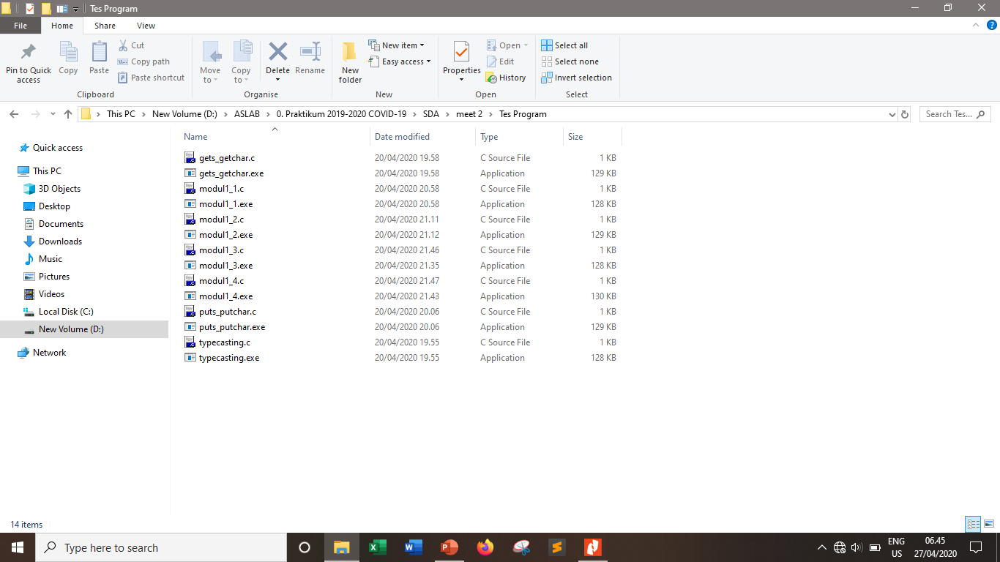 Tes Program
File Home Share View
Pin to Quick access
Copy
Paste
Cut
Copy path
Paste shortcut
Clipboard
Move to
Copy to
Delete
Rename
Organise
New folder
New item
Easy access
New
Properties
Open
Edit
History
Open
Select all
Select none
Invert selection
Select
This PC New Volume (D:) ASLAB 0. Praktikum 2019-2020 COVID-19 SDA meet 2 Tes Program
Search Tes...
Quick access
This PC
3D Objects
Desktop
Documents
Downloads
Music
Pictures
Videos
Local Disk (C:)
New Volume (D:)
Network
Name Date modified Type Size
gets_getchar.c 20/04/2020 19.58 C Source File 1 KB
gets_getchar.exe 20/04/2020 19.58 Application 129 KB
modul1_1.c 20/04/2020 20.58 C Source File 1 KB
modul1_1.exe 20/04/2020 20.58 Application 128 KB
modul1_2.c 20/04/2020 21.11 C Source File 1 KB
modul1_2.exe 20/04/2020 21.12 Application 129 KB
modul1_3.c 20/04/2020 21.46 C Source File 1 KB
modul1_3.exe 20/04/2020 21.35 Application 128 KB
modul1_4.c 20/04/2020 21.47 C Source File 1 KB
modul1_4.exe 20/04/2020 21.43 Application 130 KB
puts_putchar.c 20/04/2020 20.06 C Source File 1 KB
puts_putchar.exe 20/04/2020 20.06 Application 129 KB
typecasting.c 20/04/2020 19.55 C Source File 1 KB
typecasting.exe 20/04/2020 19.55 Application 128 KB
14 items
Type here to search
ENG
US
06.45
27/04/2020